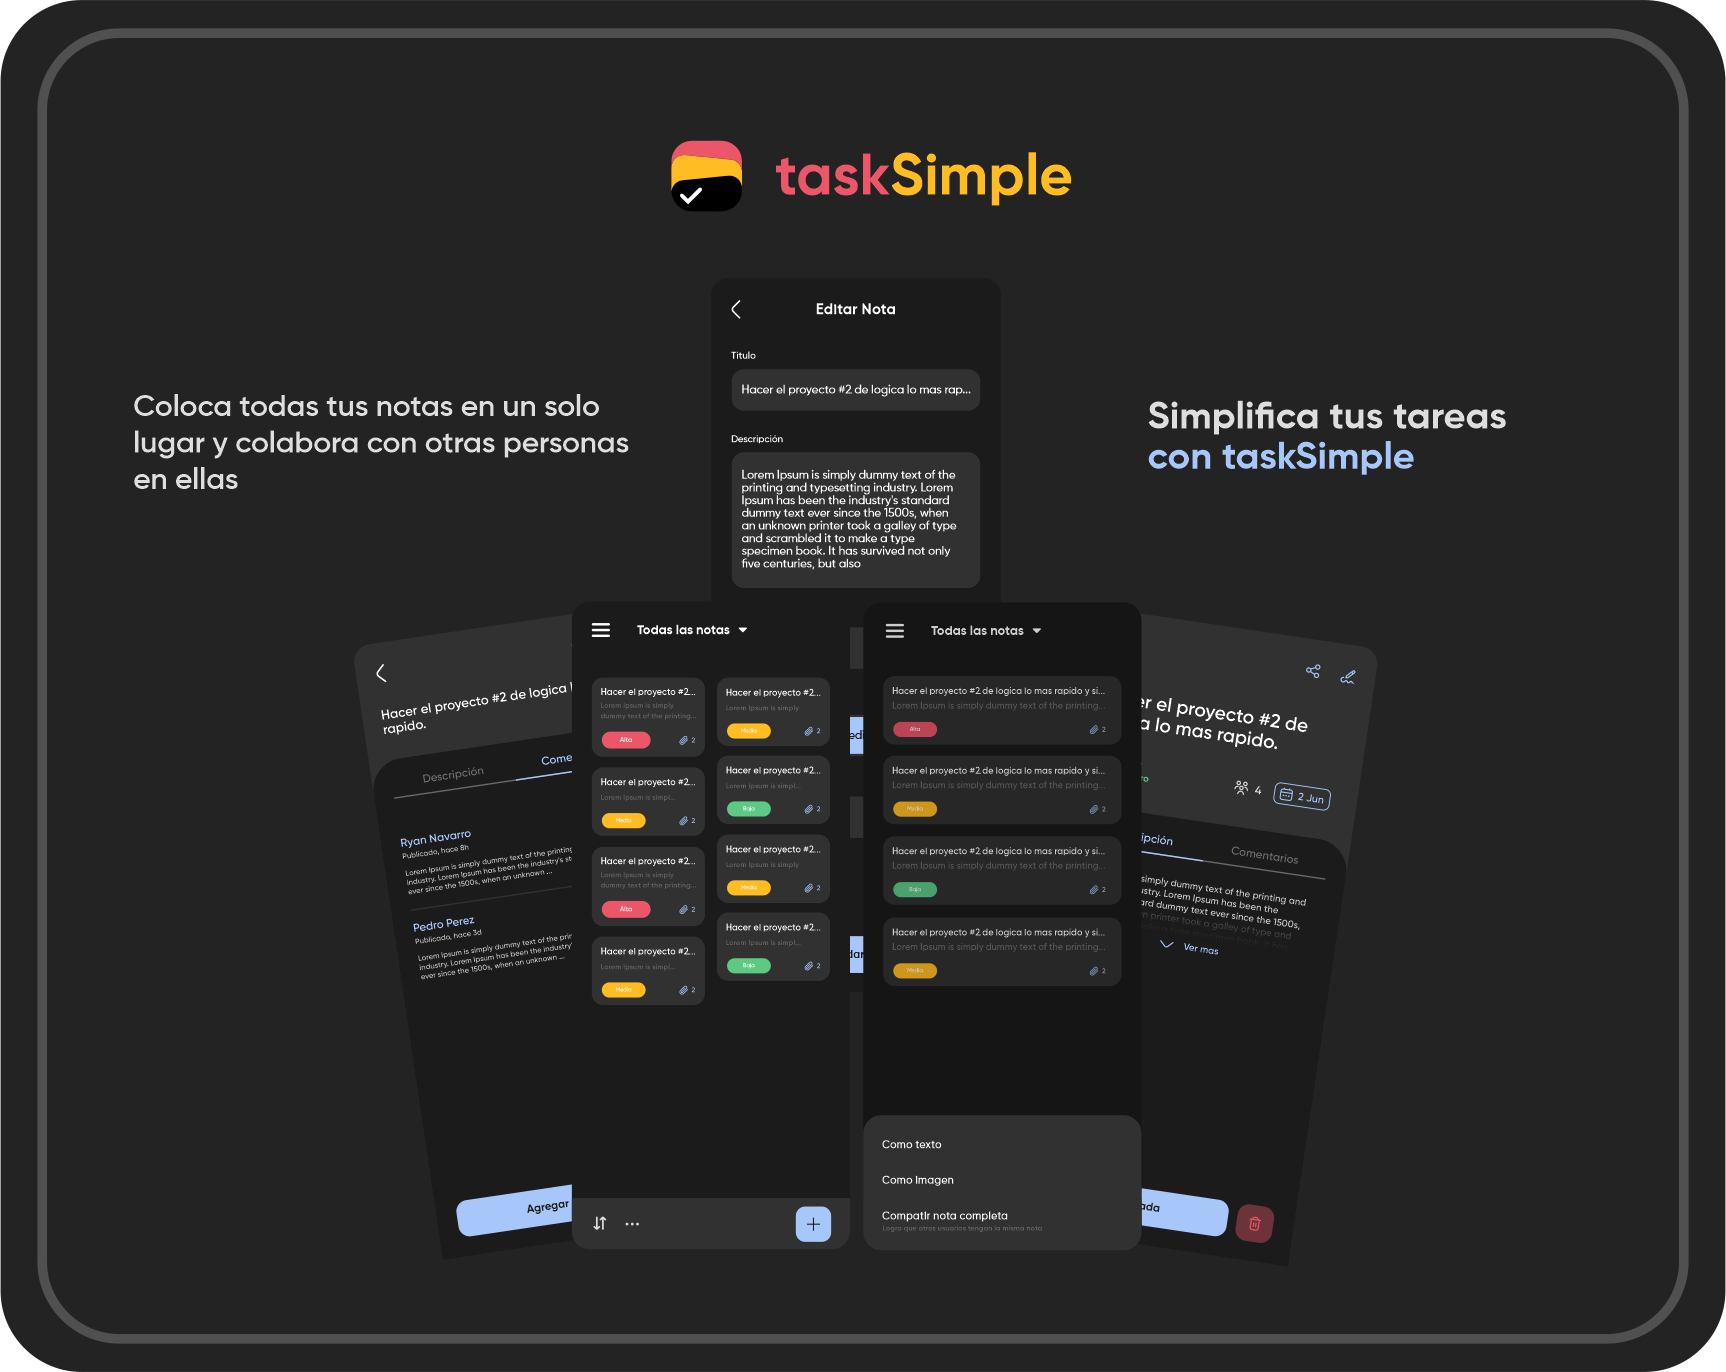 taskSimple
Coloca todas tus notas en un solo
lugar y colabora con otras personas
en ellas
Simplifica tus tareas
con taskSimple
Editar Nota
Titulo
Hacer el proyecto #2 de logica lo mas rap...
Descripción
Lorem Ipsum is simply dummy text of the
printing and typesetting industry. Lorem
Ipsum has been the industry's standard
dummy text ever since the 1500s, when
an unknown printer took a galley of type
and scrambled it to make a type
specimen book. It has survived not only
five centuries, but also
Hacer el proyecto #2 de logica
rapido.
Descripción
Come
Ryan Navarro
Publicado, hace 8h
Lorem Ipsum is simply dummy text of the printing
industry. Lorem Ipsum has been the industry's st
ever since the 1500s, when an unknown ...
Pedro Perez
Publicado, hace 3d
Lorem Ipsum is simply dummy text of the prin
industry. Lorem Ipsum has been the industry'
ever since the 1500s, when an unknown ...
Agregar
Todas las notas
Hacer el proyecto #2...
Lorem Ipsum is simply
dummy text of the printing...
Alta
2
Hacer el proyecto #2...
Lorem Ipsum is simpl...
Media
2
Hacer el proyecto #2...
Lorem Ipsum is simply
dummy text of the printing...
Alta
2
Hacer el proyecto #2...
Lorem Ipsum is simpl...
Media
2
Hacer el proyecto #2...
Lorem Ipsum is simply
Media
2
Hacer el proyecto #2...
Lorem Ipsum is simpl...
Baja
2
Hacer el proyecto #2...
Lorem Ipsum is simply
Media
2
Hacer el proyecto #2...
Lorem Ipsum is simpl...
Baja
2
edi
dar
Todas las notas
Hacer el proyecto #2 de logica lo mas rapido y si...
Lorem Ipsum is simply dummy text of the printing...
Alta
2
Hacer el proyecto #2 de logica lo mas rapido y si...
Lorem Ipsum is simply dummy text of the printing...
Media
2
Hacer el proyecto #2 de logica lo mas rapido y si...
Lorem Ipsum is simply dummy text of the printing...
Baja
2
Hacer el proyecto #2 de logica lo mas rapido y si...
Lorem Ipsum is simply dummy text of the printing...
Media
2
Como texto
Como Imagen
Compatir nota completa
Logra que otros usuarios tengan la misma nota
er el proyecto #2 de
a lo mas rapido.
ro
4
2 Jun
ipción
Comentarios
simply dummy text of the printing and
ustry. Lorem Ipsum has been the
ard dummy text ever since the 1500s,
n printer took a galley of type and
Ver mas
ada